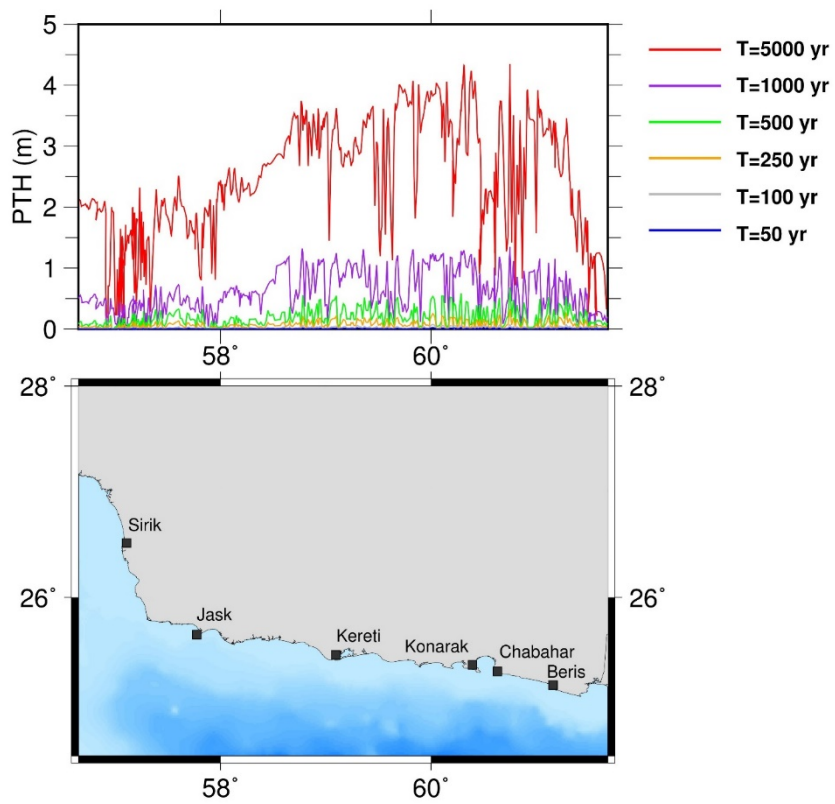 5
4
3
2
1
0
PTH (m)
58˚ 60˚
T=5000 yr
T=1000 yr
T=500 yr
T=250 yr
T=100 yr
T=50 yr
28˚ 28˚
Sirik
26˚ 26˚
Jask
Kereti
Konarak Chabahar
Beris
58˚ 60˚